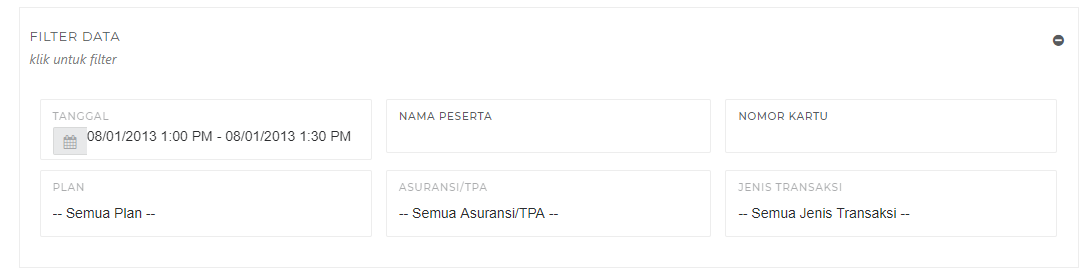 FILTER DATA
klik untuk filter
TANGGAL
08/01/2013 1:00 PM - 08/01/2013 1:30 PM
NAMA PESERTA
NOMOR KARTU
PLAN
-- Semua Plan --
ASURANSI/TPA
-- Semua Asuransi/TPA --
JENIS TRANSAKSI
-- Semua Jenis Transaksi --